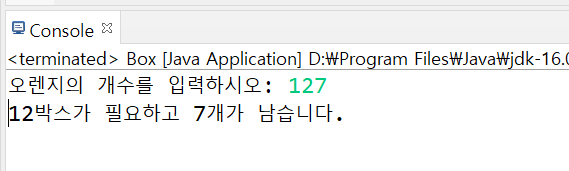 Console
<terminated> Box [Java Application] D:₩Program Files₩Java₩jdk-16.0
오렌지의 개수를 입력하시오: 127
12박스가 필요하고 7개가 남습니다.